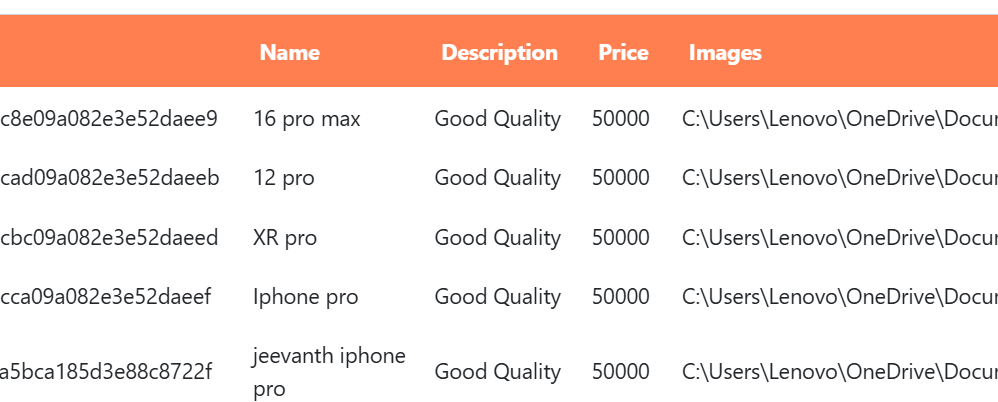 Name Description Price Images
c8e09a082e3e52daee9 16 pro max Good Quality 50000 C:\Users\Lenovo\OneDrive\Docu
cad09a082e3e52daeeb 12 pro Good Quality 50000 C:\Users\Lenovo\OneDrive\Docu
cbc09a082e3e52daeed XR pro Good Quality 50000 C:\Users\Lenovo\OneDrive\Docu
cca09a082e3e52daeef Iphone pro Good Quality 50000 C:\Users\Lenovo\OneDrive\Docu
a5bca185d3e88c8722f jeevanth iphone Good Quality 50000 C:\Users\Lenovo\OneDrive\Docu
pro